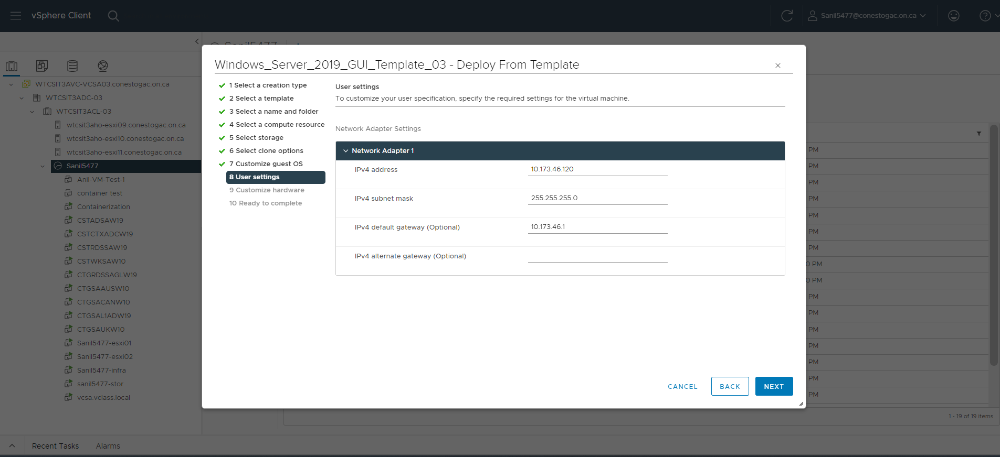 vSphere Client
Sanil5477@conestogac.on.ca
Sanil5477
WTCSIT3AVC-VCSA03.conestogac.on.ca
WTCSIT3ADC-03
WTCSIT3ACL-03
wtcsit3aho-esxi09.conestogac.on.ca
wtcsit3aho-esxi10.conestogac.on.ca
wtcsit3aho-esxi11.conestogac.on.ca
Sanil5477
Anil-VM-Test-1
container test
Containerization
CSTADSAW19
CSTCTXADCW19
CSTRDSSAW19
CSTWKSAW10
CTGRDSSAGLW19
CTGSAAUSW10
CTGSACANW10
CTGSAL1ADW19
CTGSAUKW10
Sanil5477-esxi01
Sanil5477-esxi02
Sanil5477-infra
sanil5477-stor
vcsa.vclass.local
Windows_Server_2019_GUI_Template_03 - Deploy From Template
1 Select a creation type
2 Select a template
3 Select a name and folder
4 Select a compute resource
5 Select storage
6 Select clone options
7 Customize guest OS
8 User settings
9 Customize hardware
10 Ready to complete
User settings
To customize your user specification, specify the required settings for the virtual machine.
Network Adapter Settings
Network Adapter 1
IPv4 address 10.173.46.120
IPv4 subnet mask 255.255.255.0
IPv4 default gateway (Optional) 10.173.46.1
IPv4 alternate gateway (Optional)
CANCEL BACK NEXT
PM
PM
PM
PM
PM
PM
PM
0 PM
0 PM
PM
PM
PM
PM
PM
PM
PM
1 - 19 of 19 items
Recent Tasks Alarms